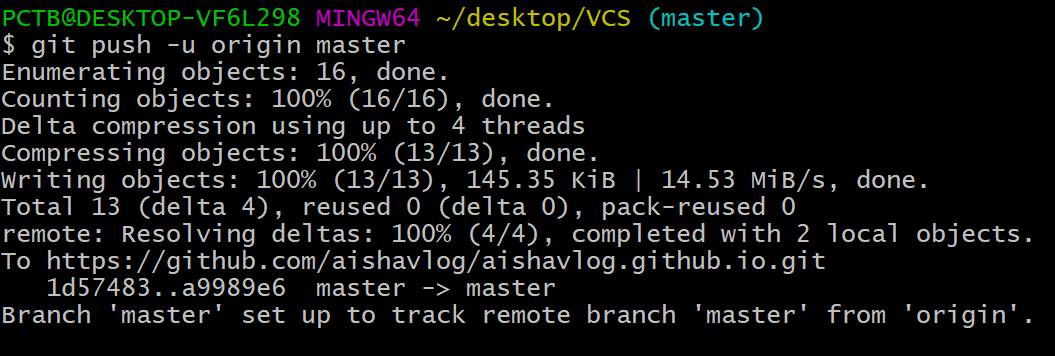 PCTB@DESKTOP-VF6L298 MINGW64 ~/desktop/VCS (master)
$ git push -u origin master
Enumerating objects: 16, done.
Counting objects: 100% (16/16), done.
Delta compression using up to 4 threads
Compressing objects: 100% (13/13), done.
Writing objects: 100% (13/13), 145.35 KiB | 14.53 MiB/s, done.
Total 13 (delta 4), reused 0 (delta 0), pack-reused 0
remote: Resolving deltas: 100% (4/4), completed with 2 local objects.
To https://github.com/aishavlog/aishavlog.github.io.git
   1d57483..a9989e6  master -> master
Branch 'master' set up to track remote branch 'master' from 'origin'.